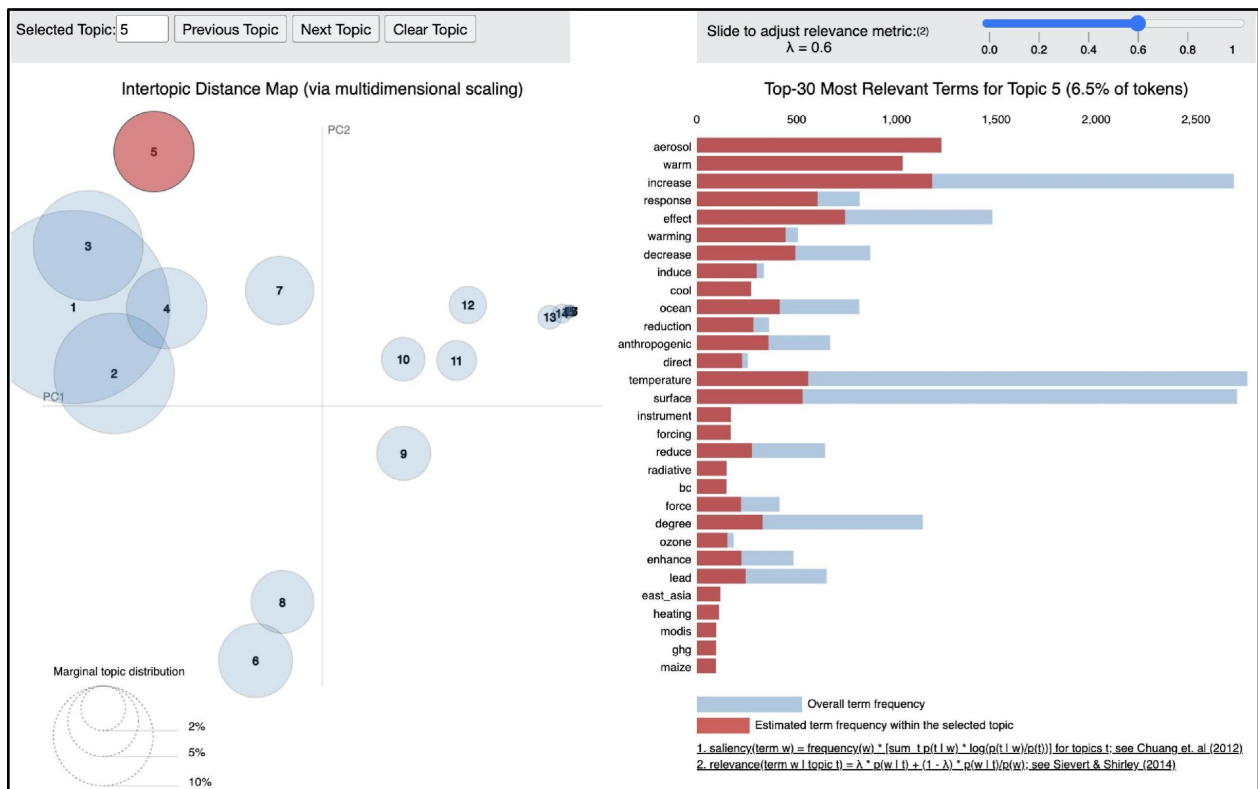 Selected Topic: 5 Previous Topic Next Topic Clear Topic
Slide to adjust relevance metric:(2)
λ = 0.6
0.0 0.2 0.4 0.6 0.8 1
Intertopic Distance Map (via multidimensional scaling)
PC2
PC1
5
3
1
4
7
2
12
13
10
11
9
8
6
Marginal topic distribution
2%
5%
10%
Top-30 Most Relevant Terms for Topic 5 (6.5% of tokens)
0 500 1,000 1,500 2,000 2,500
aerosol
warm
increase
response
effect
warming
decrease
induce
cool
ocean
reduction
anthropogenic
direct
temperature
surface
instrument
forcing
reduce
radiative
bc
force
degree
ozone
enhance
lead
east_asia
heating
modis
ghg
maize
Overall term frequency
Estimated term frequency within the selected topic
1. saliency(term w) = frequency(w) * [sum_t p(t | w) * log(p(t | w)/p(t))] for topics t; see Chuang et. al (2012)
2. relevance(term w | topic t) = λ * p(w | t) + (1 - λ) * p(w | t)/p(w); see Sievert & Shirley (2014)